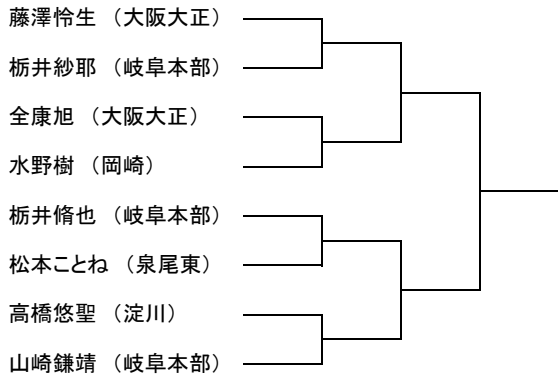 藤澤怜生 （大阪大正）
栃井紗耶 （岐阜本部）
全康旭 （大阪大正）
水野樹 （岡崎）
栃井脩也 （岐阜本部）
松本ことね （泉尾東）
高橋悠聖 （淀川）
山崎鎌靖 （岐阜本部）